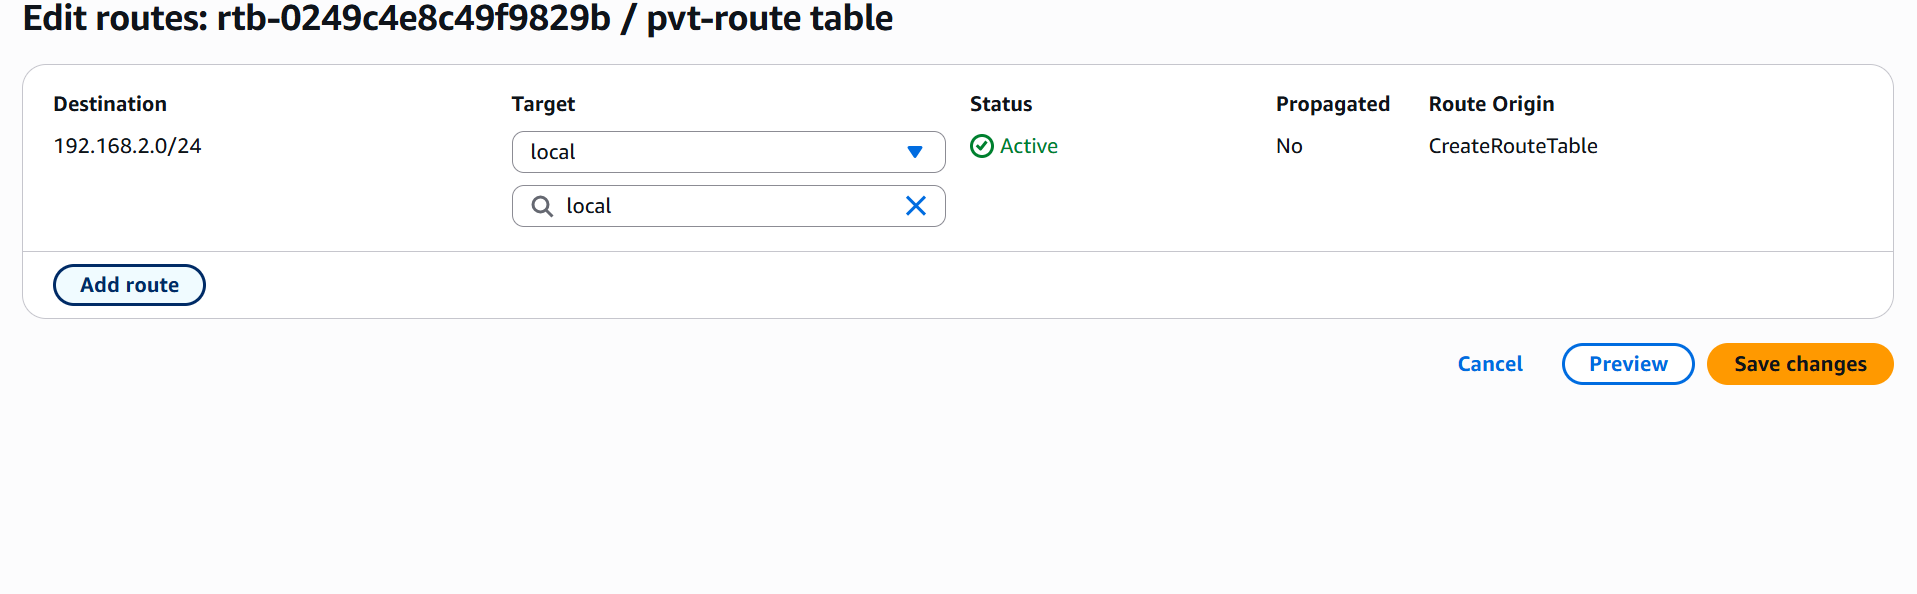 Edit routes: rtb-0249c4e8c49f9829b / pvt-route table
Destination Target Status Propagated Route Origin
192.168.2.0/24 local Active No CreateRouteTable
local
Add route
Cancel Preview Save changes